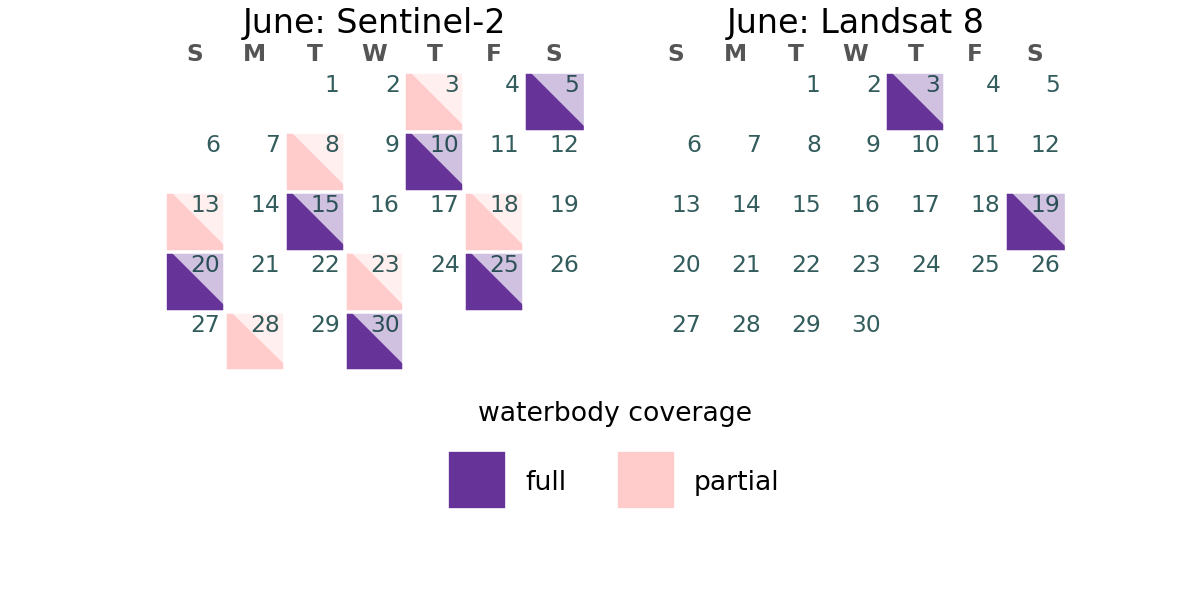 June: Sentinel-2
S M T W T F S
1 2 3 4 5
6 7 8 9 10 11 12
13 14 15 16 17 18 19
20 21 22 23 24 25 26
27 28 29 30
June: Landsat 8
S M T W T F S
1 2 3 4 5
6 7 8 9 10 11 12
13 14 15 16 17 18 19
20 21 22 23 24 25 26
27 28 29 30
waterbody coverage
full partial